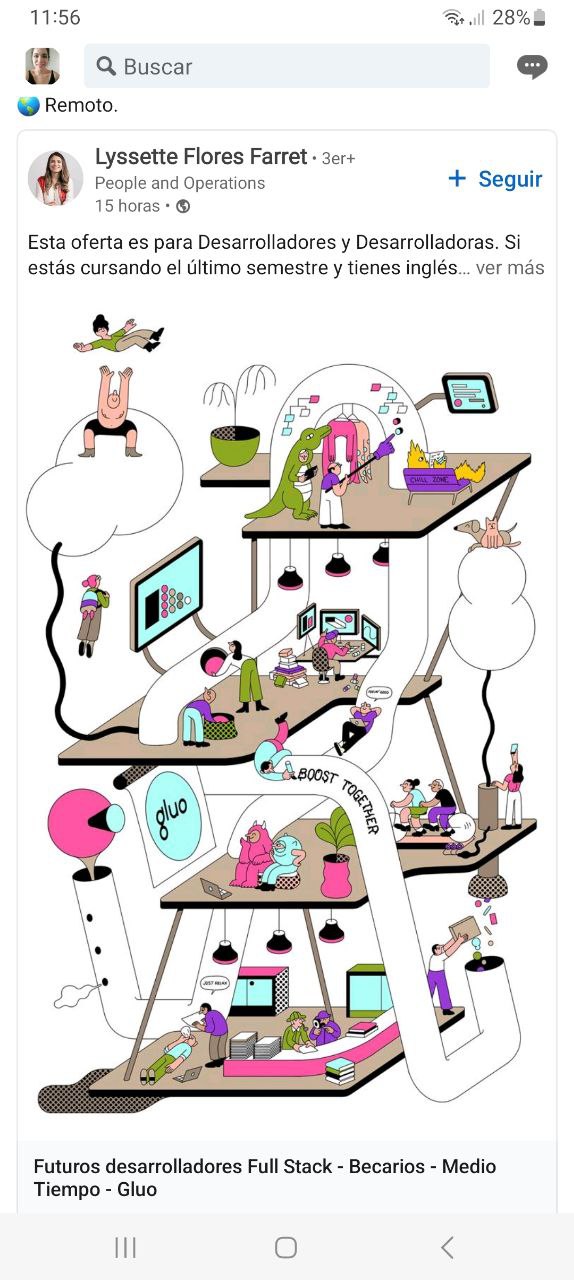 11:56
28%
Buscar
Remoto.
Lyssette Flores Farret • 3er+
+ Seguir
People and Operations
15 horas •
Esta oferta es para Desarrolladores y Desarrolladoras. Si
estás cursando el último semestre y tienes inglés... ver más
CHILL ZONE
BOOST TOGETHER
gluo
JUST RELAX
Futuros desarrolladores Full Stack - Becarios - Medio
Tiempo - Gluo